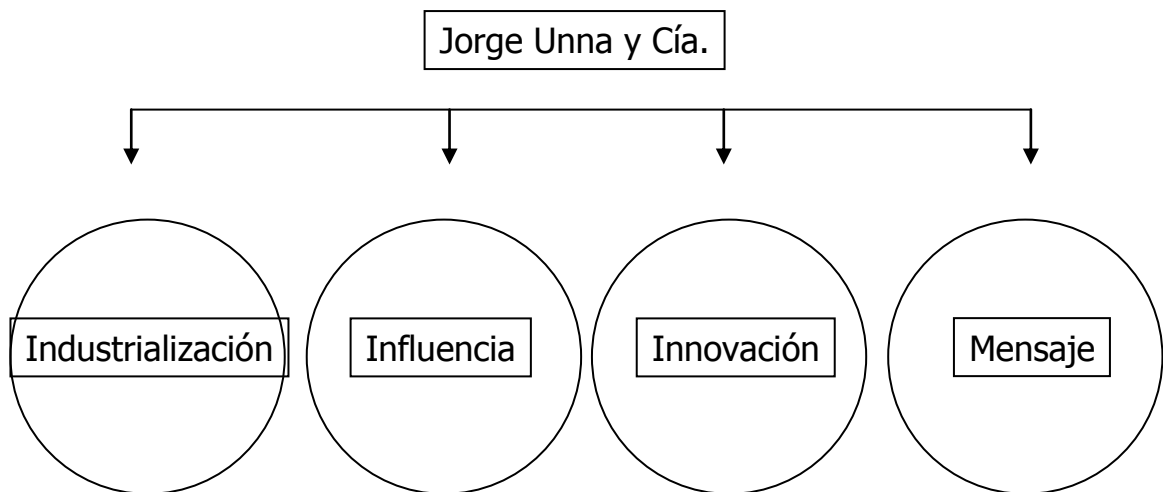 Jorge Unna y Cía.
Industrialización
Influencia
Innovación
Mensaje